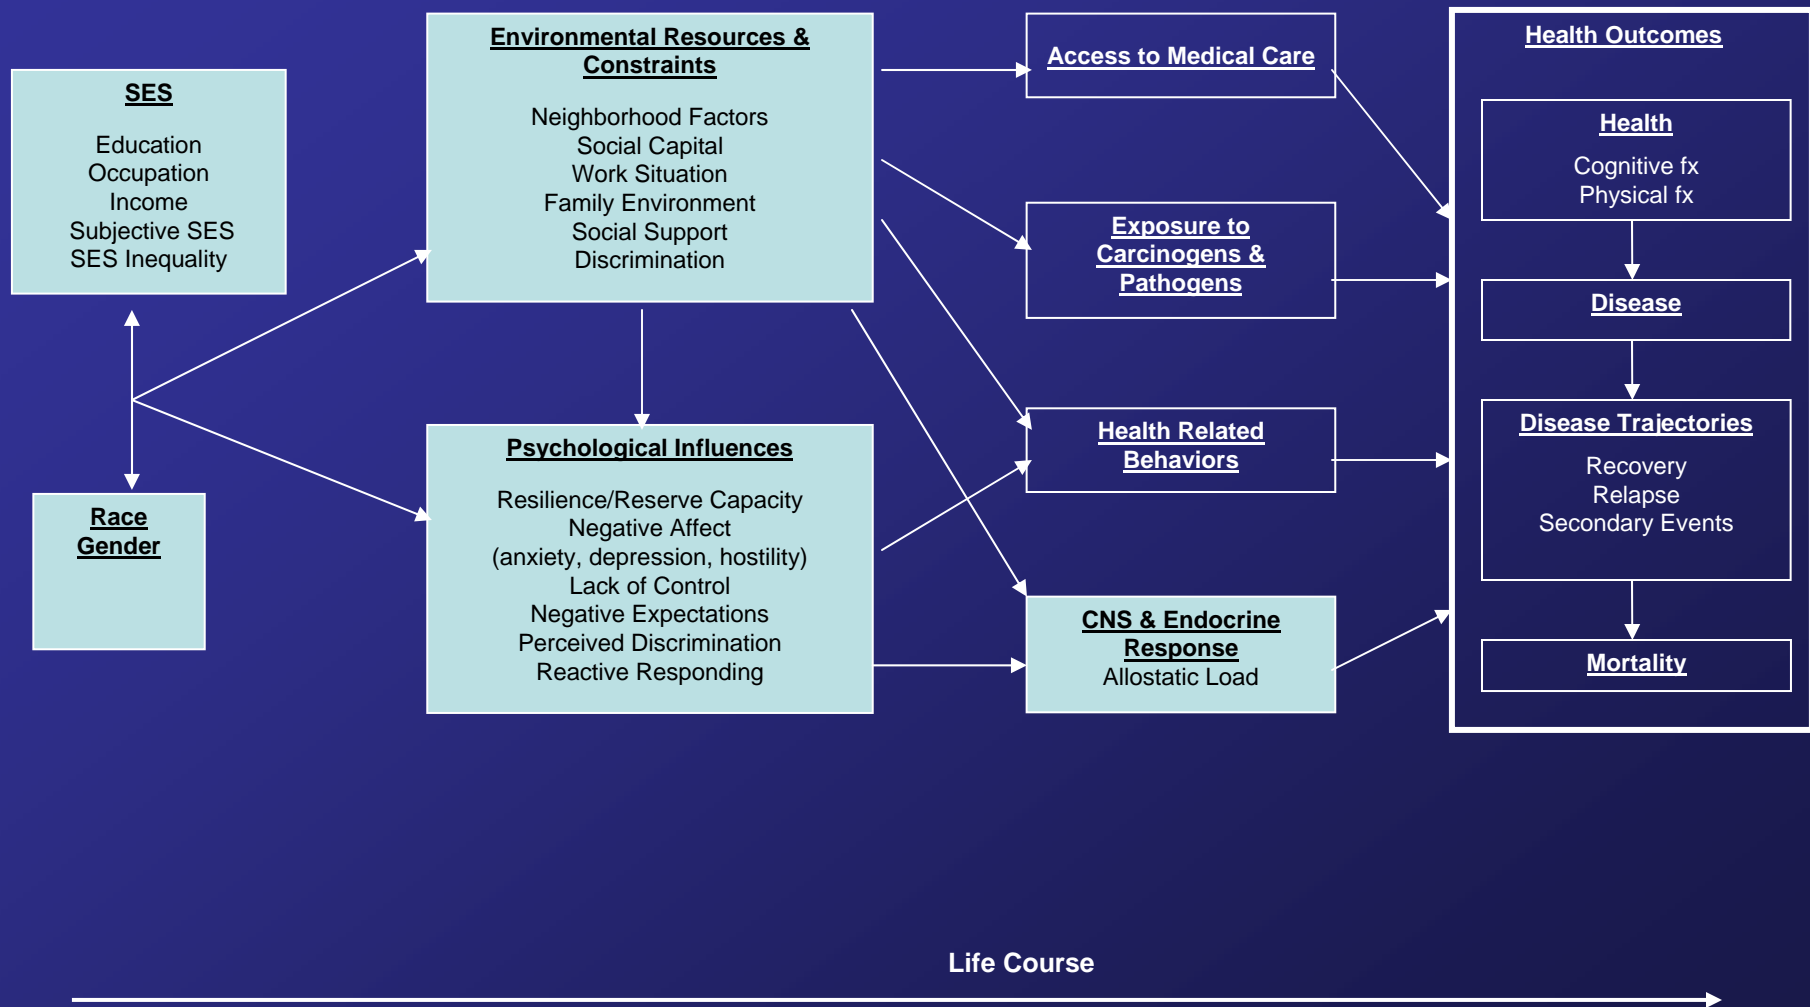 SES
Education
Occupation
Income
Subjective SES
SES Inequality
Race
Gender
Environmental Resources &
Constraints
Neighborhood Factors
Social Capital
Work Situation
Family Environment
Social Support
Discrimination
Psychological Influences
Resilience/Reserve Capacity
Negative Affect
(anxiety, depression, hostility)
Lack of Control
Negative Expectations
Perceived Discrimination
Reactive Responding
Access to Medical Care
Exposure to
Carcinogens &
Pathogens
Health Related
Behaviors
CNS & Endocrine
Response
Allostatic Load
Health Outcomes
Health
Cognitive fx
Physical fx
Disease
Disease Trajectories
Recovery
Relapse
Secondary Events
Mortality
Life Course